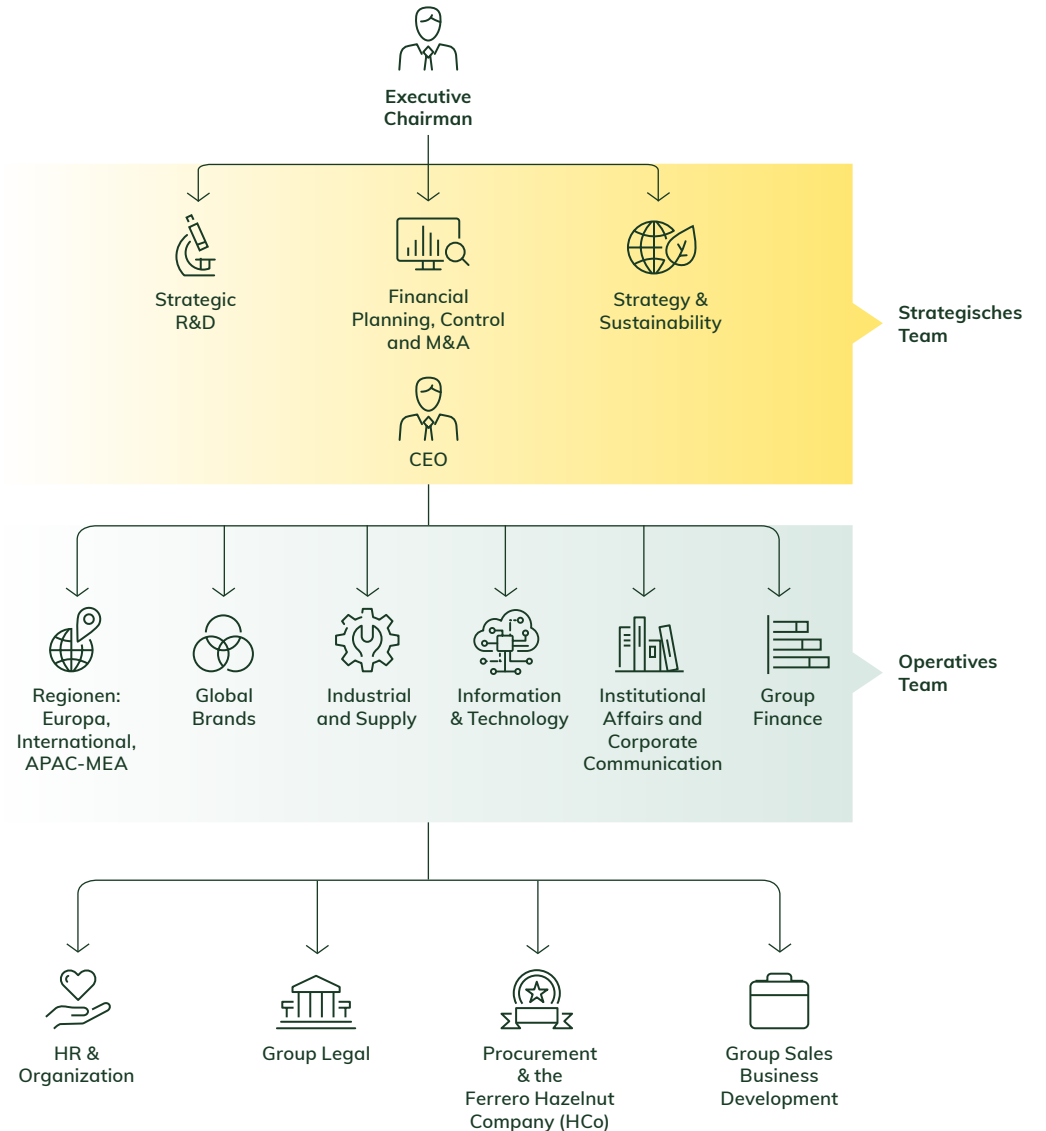 Executive
Chairman
Strategic
R&D
Financial
Planning, Control
and M&A
Strategy &
Sustainability
Strategisches
Team
CEO
Regionen:
Europa,
International,
APAC-MEA
Global
Brands
Industrial
and Supply
Information
& Technology
Institutional
Affairs and
Corporate
Communication
Group
Finance
Operatives
Team
HR &
Organization
Group Legal
Procurement
& the
Ferrero Hazelnut
Company (HCo)
Group Sales
Business
Development